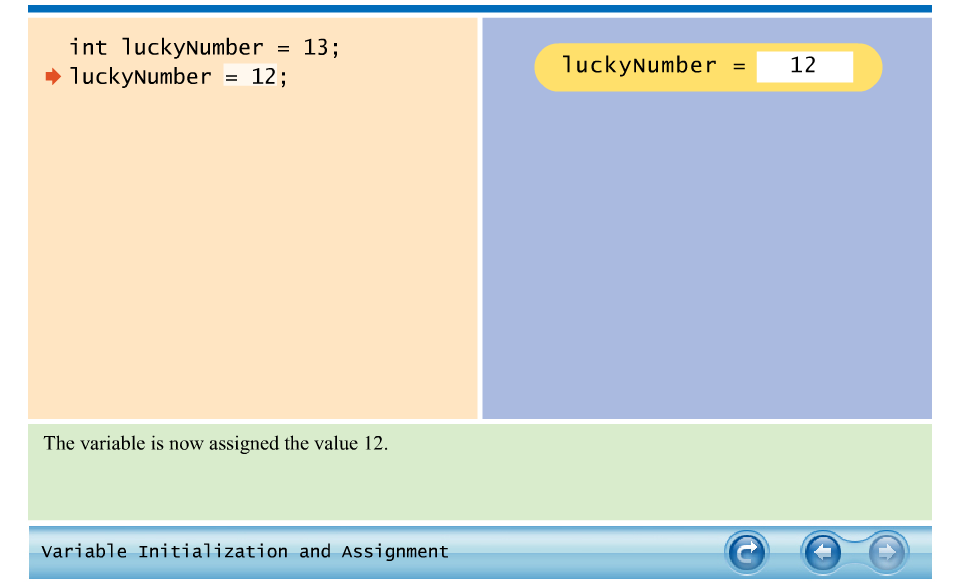 int luckyNumber = 13;
luckyNumber = 12;
luckyNumber = 12
The variable is now assigned the value 12.
Variable Initialization and Assignment